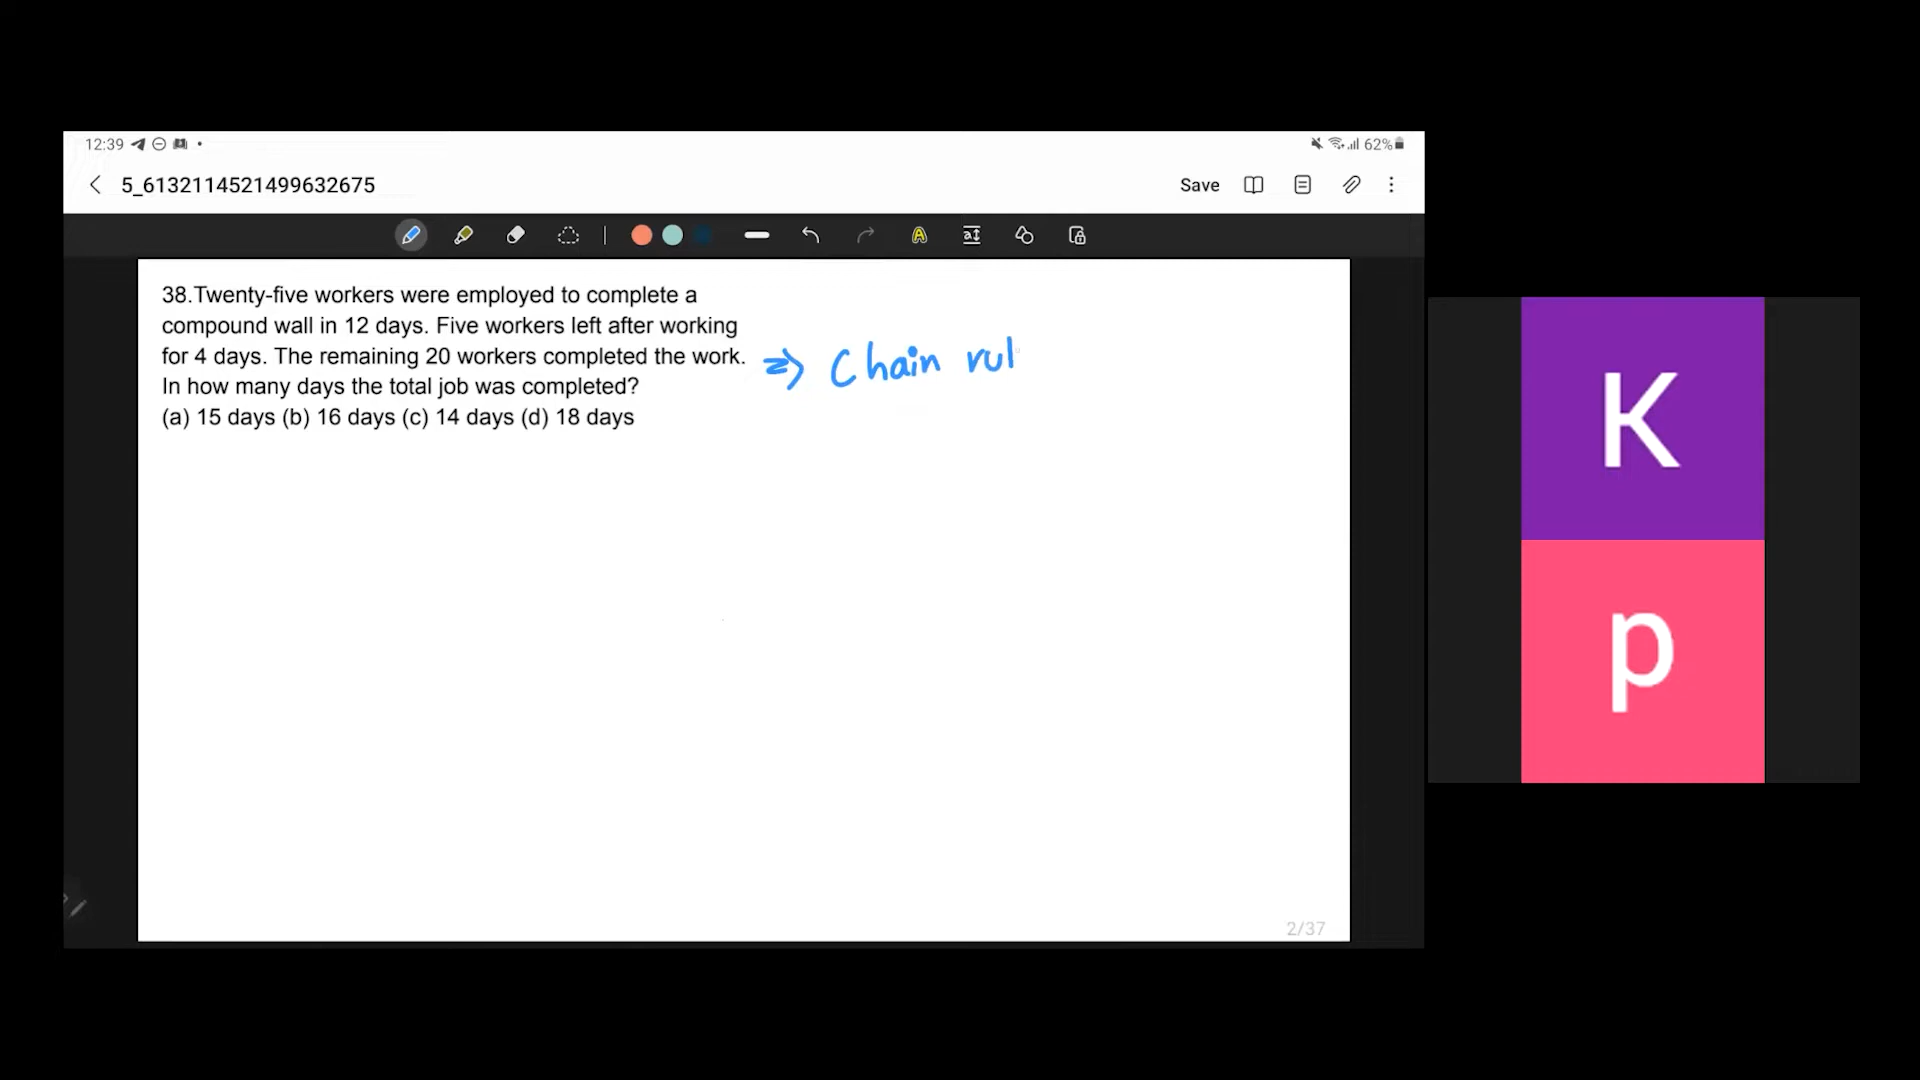 12:39
62%
5_6132114521499632675
Save
38.Twenty-five workers were employed to complete a
compound wall in 12 days. Five workers left after working
for 4 days. The remaining 20 workers completed the work.
In how many days the total job was completed?
(a) 15 days (b) 16 days (c) 14 days (d) 18 days
⇒ Chain rul
2/37
K
p